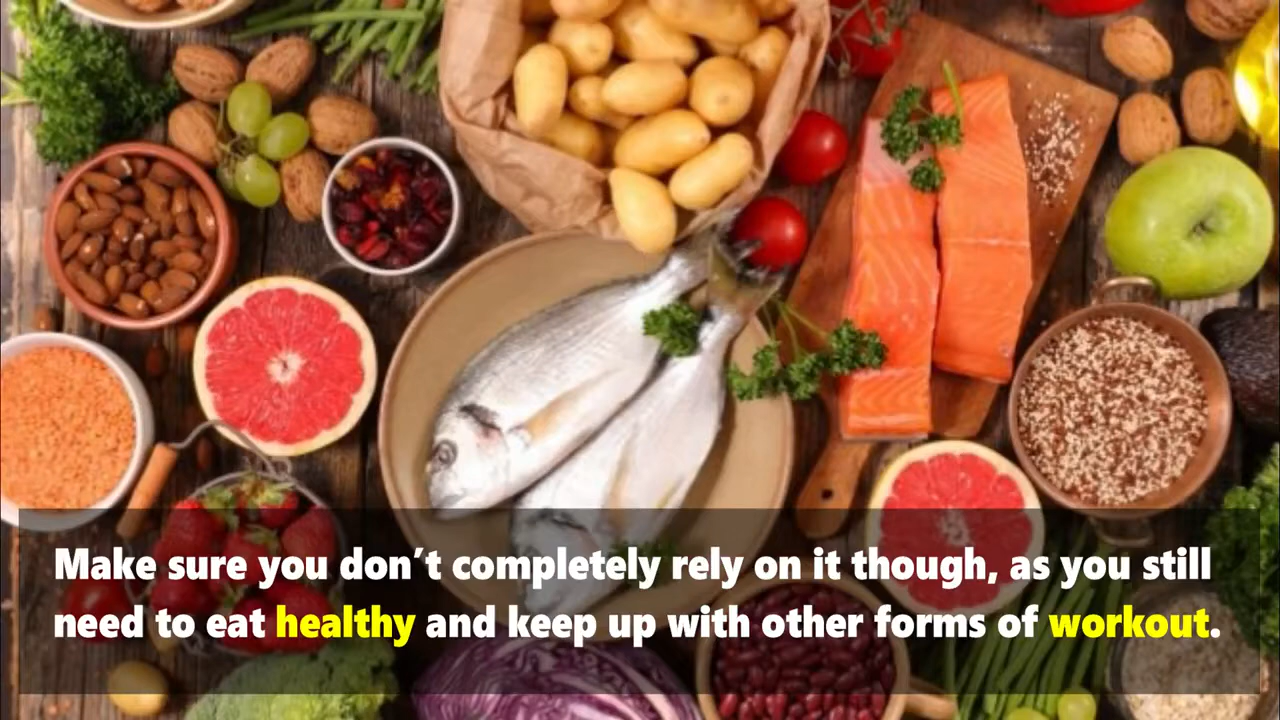 Make sure you don’t completely rely on it though, as you still
need to eat healthy and keep up with other forms of workout.